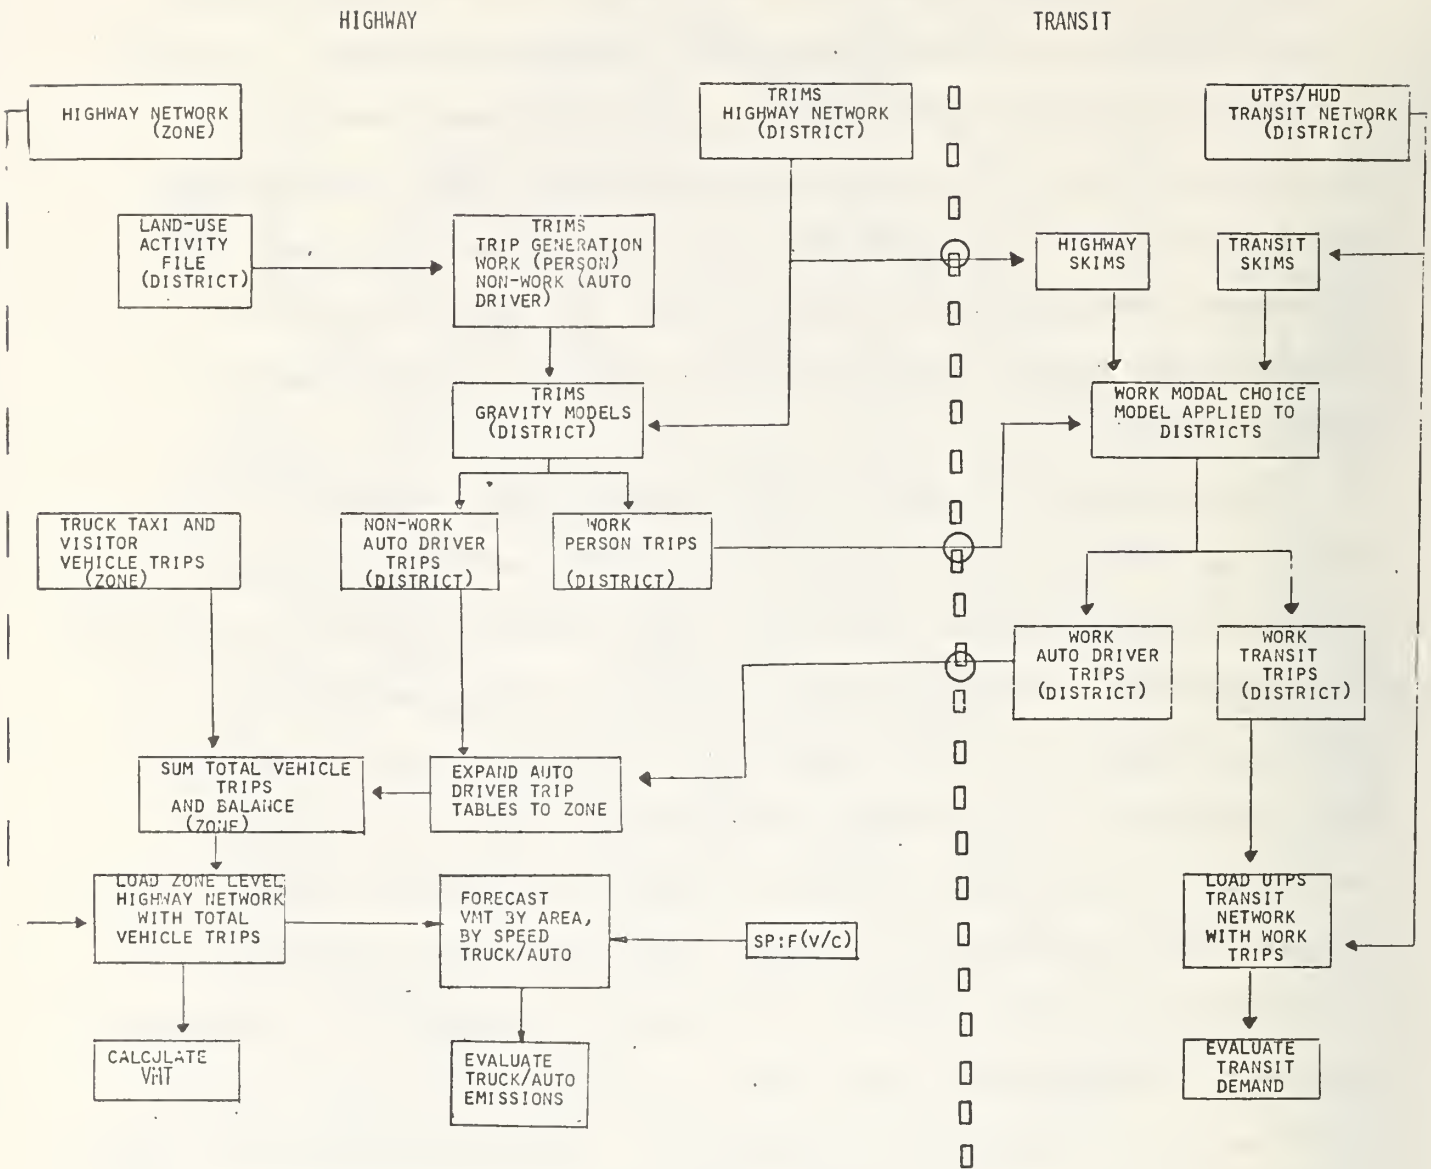 HIGHWAY
TRANSIT
HIGHWAY NETWORK
(ZONE)
TRIMS
HIGHWAY NETWORK
(DISTRICT)
UTPS/HUD
TRANSIT NETWORK
(DISTRICT)
LAND-USE
ACTIVITY
FILE
(DISTRICT)
TRIMS
TRIP GENERATION
WORK (PERSON)
NON-WORK (AUTO
DRIVER)
HIGHWAY
SKIMS
TRANSIT
SKIMS
TRIMS
GRAVITY MODELS
(DISTRICT)
WORK MODAL CHOICE
MODEL APPLIED TO
DISTRICTS
TRUCK TAXI AND
VISITOR
VEHICLE TRIPS
(ZONE)
NON-WORK
AUTO DRIVER
TRIPS
(DISTRICT)
WORK
PERSON TRIPS
(DISTRICT)
WORK
AUTO DRIVER
TRIPS
(DISTRICT)
WORK
TRANSIT
TRIPS
(DISTRICT)
SUM TOTAL VEHICLE
TRIPS
AND BALANCE
(ZONE)
EXPAND AUTO
DRIVER TRIP
TABLES TO ZONE
LOAD ZONE LEVEL
HIGHWAY NETWORK
WITH TOTAL
VEHICLE TRIPS
FORECAST
VMT BY AREA,
BY SPEED
TRUCK/AUTO
SP:F(V/C)
LOAD UTPS
TRANSIT
NETWORK
WITH WORK
TRIPS
CALCULATE
VMT
EVALUATE
TRUCK/AUTO
EMISSIONS
EVALUATE
TRANSIT
DEMAND